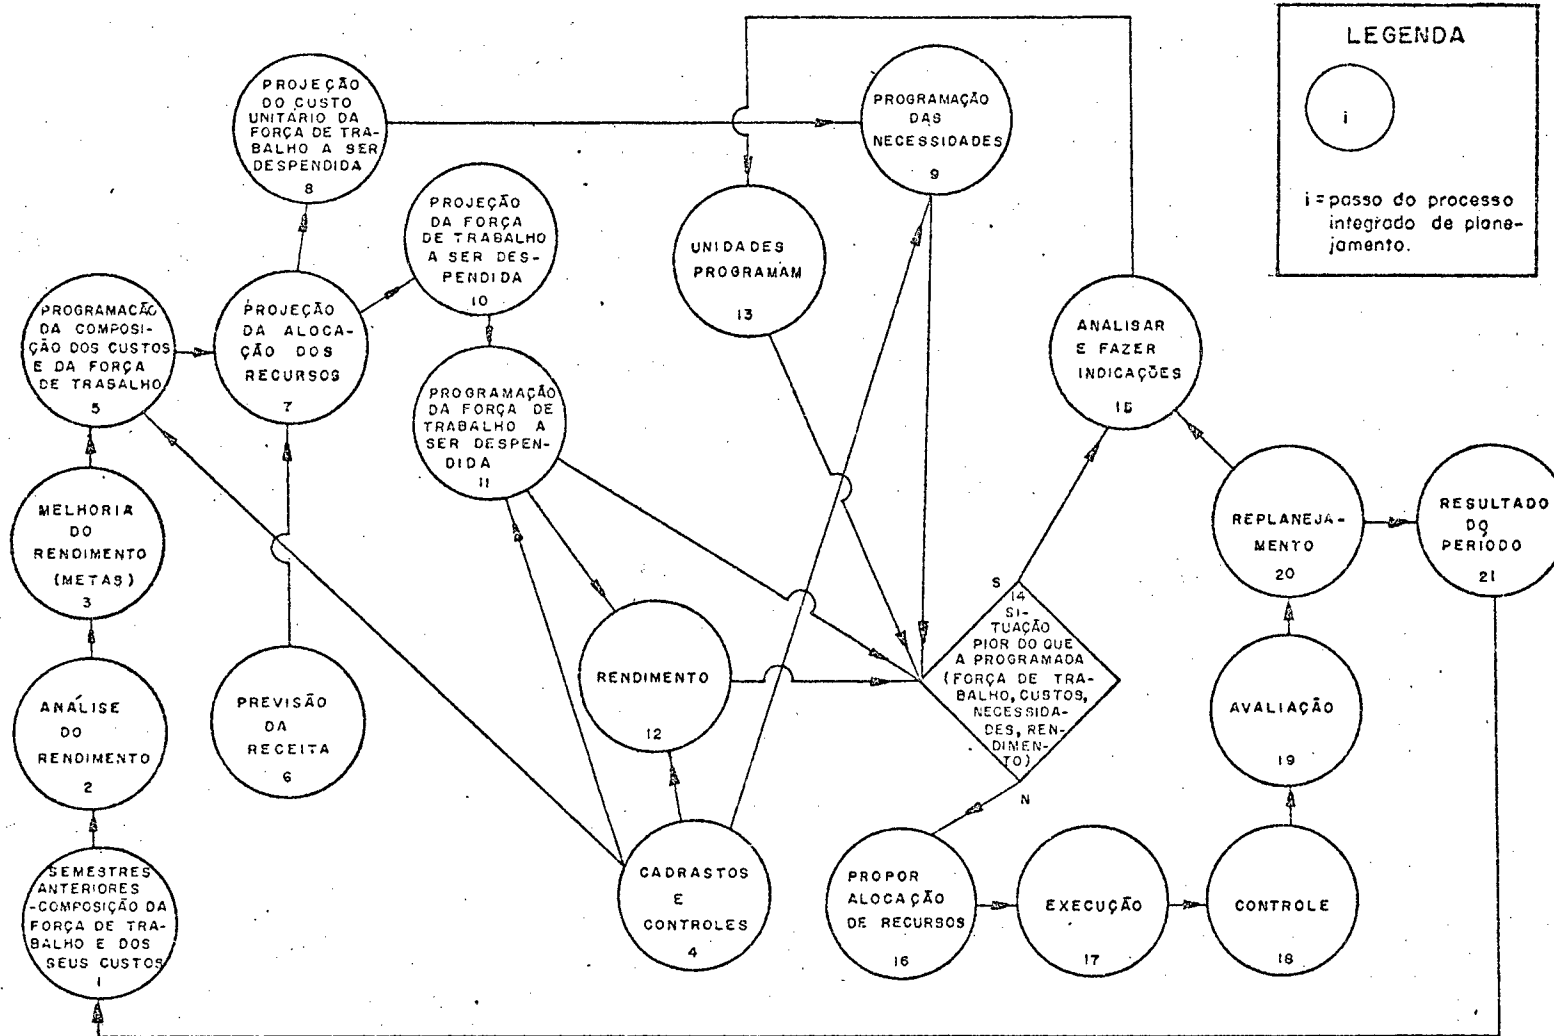 LEGENDA
i
i = passo do processo
integrado de plane-
jamento.
PROJEÇÃO
DO CUSTO
UNITÁRIO DA
FORÇA DE TRA-
BALHO A SER
DESPENDIDA
8
PROGRAMAÇÃO
DAS
NECESSIDADES
9
PROJEÇÃO
DA FORÇA
DE TRABALHO
A SER DES-
PENDIDA
10
UNIDADES
PROGRAMAM
13
PROGRAMACÃO
DA COMPOSI-
ÇÃO DOS CUSTOS
E DA FORÇA
DE TRASALHO
5
PROJEÇÃO
DA ALOCA-
ÇÃO DOS
RECURSOS
7
ANALISAR
E FAZER
INDICAÇÕES
15
PROGRAMAÇÃO
DA FORÇA DE
TRABALHO A
SER DESPEN-
DIDA
11
MELHORIA
DO
RENDIMENTO
(METAS)
3
REPLANEJA-
MENTO
20
RESULTADO
DO
PERIODO
21
S
14
SI-
TUAÇÃO
PIOR DO QUE
A PROGRAMADA
(FORÇA DE TRA-
BALHO, CUSTOS,
NECESSIDA-
DES, REN-
DIMEN-
TO)
N
RENDIMENTO
12
ANÁLISE
DO
RENDIMENTO
2
PREVISÃO
DA
RECEITA
6
AVALIAÇÃO
19
SEMESTRES
ANTERIORES
-COMPOSIÇÃO DA
FORÇA DE TRA-
BALHO E DOS
SEUS CUSTOS
1
CADRASTOS
E
CONTROLES
4
PROPOR
ALOCAÇÃO
DE RECURSOS
16
EXECUÇÃO
17
CONTROLE
18